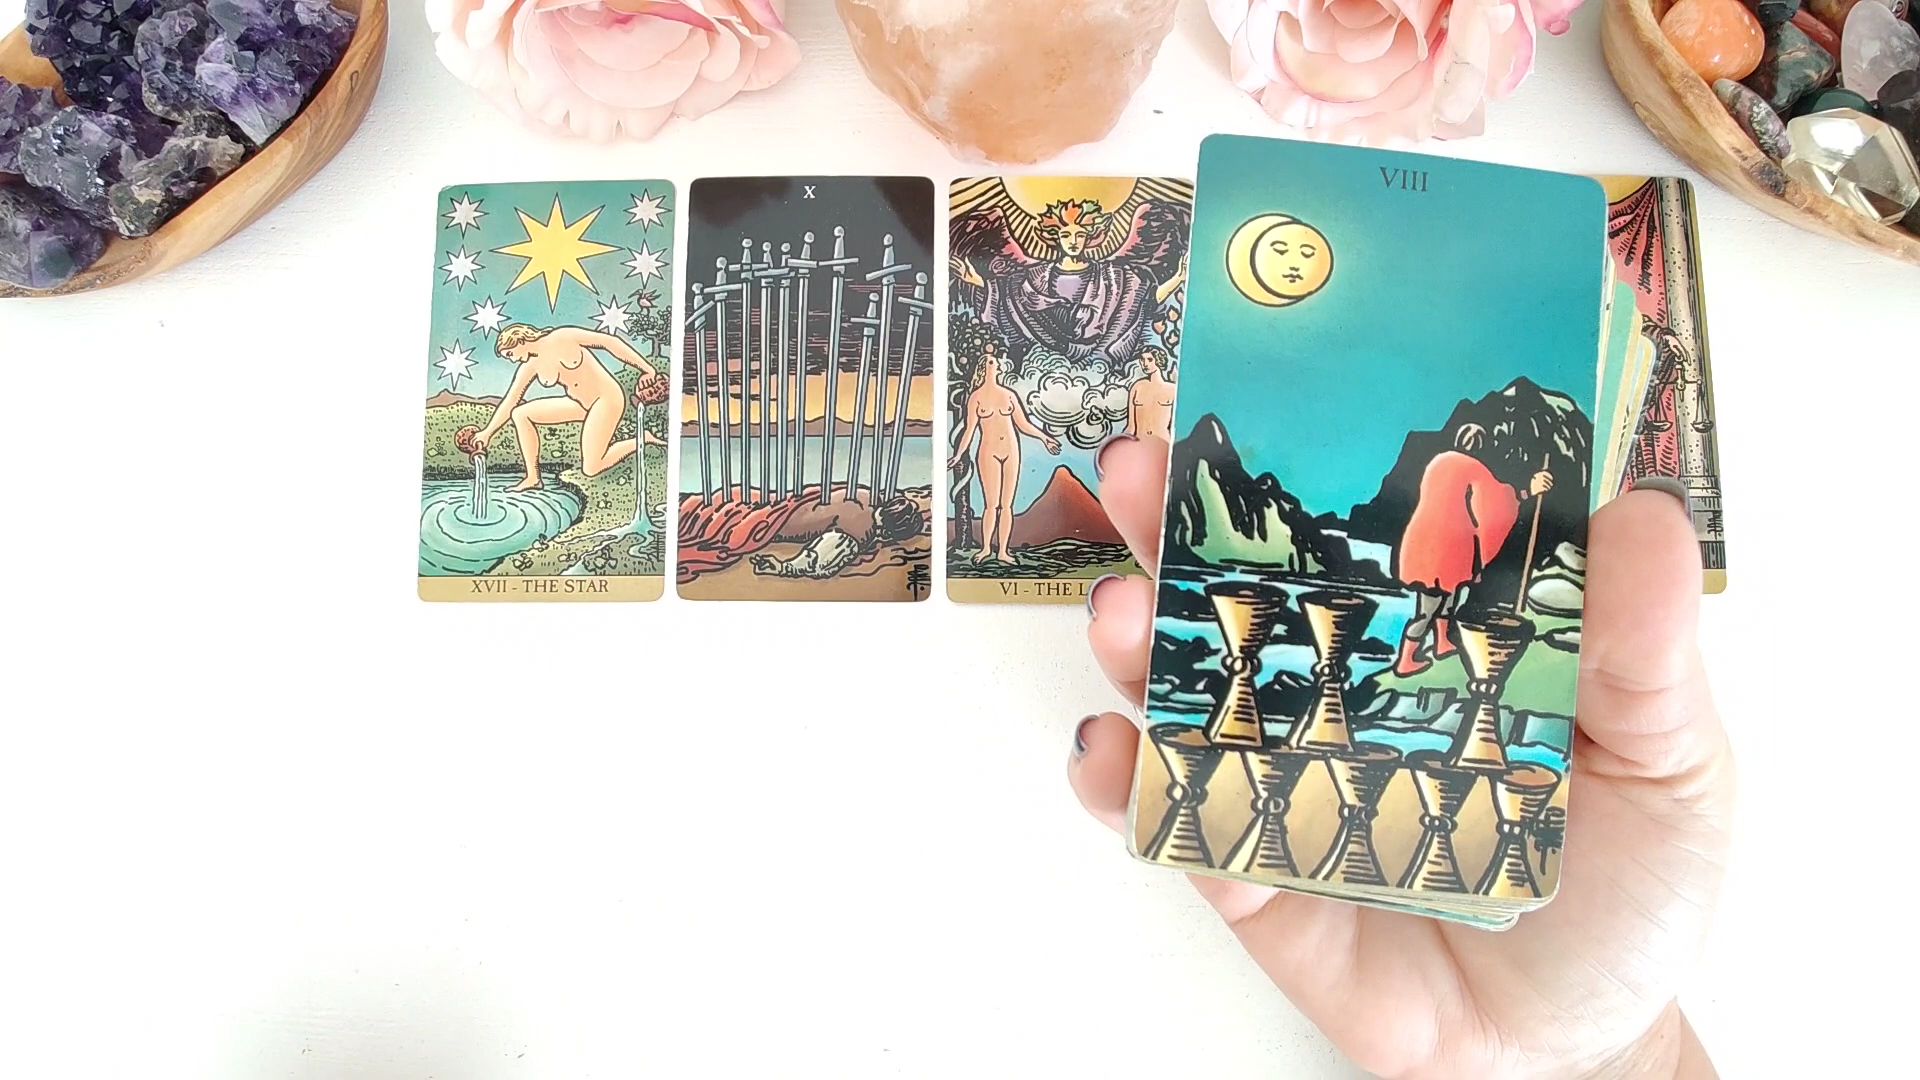 XVII - THE STAR
X
VI - THE L
VIII